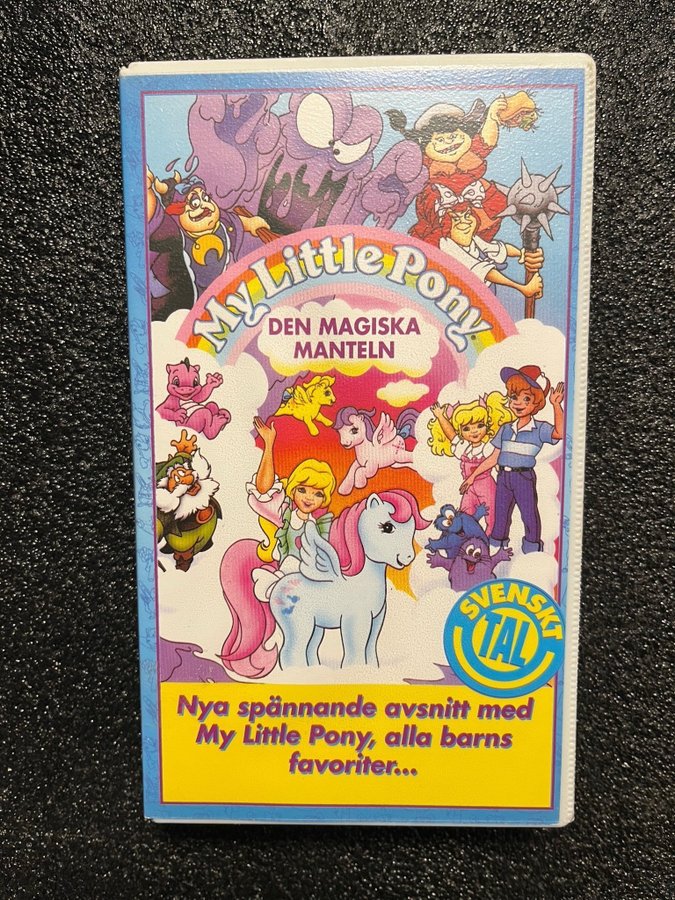 My Little Pony
DEN MAGISKA
MANTELN
SVENSKT
TAL
Nya spännande avsnitt med
My Little Pony, alla barns
favoriter...